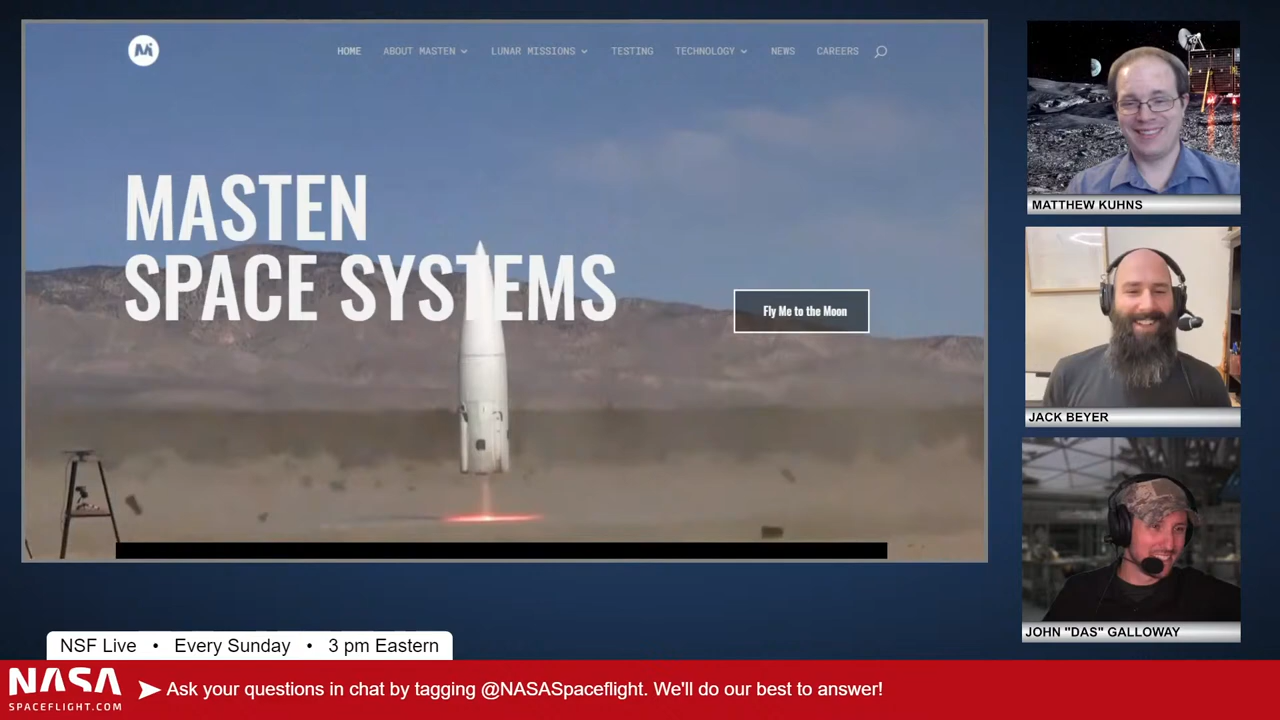 HOME ABOUT MASTEN LUNAR MISSIONS TESTING TECHNOLOGY NEWS CAREERS
MASTEN
SPACE SYSTEMS
Fly Me to the Moon
MATTHEW KUHNS
JACK BEYER
JOHN "DAS" GALLOWAY
NSF Live • Every Sunday • 3 pm Eastern
NASA
SPACEFLIGHT.COM
Ask your questions in chat by tagging @NASASpaceflight. We'll do our best to answer!